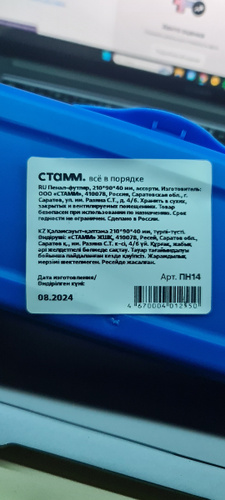 стамм. всё в порядке
RU Пенал-футляр, 210*90*40 мм, ассорти. Изготовитель:
ООО «СТАММ», 410078, Россия, Саратовская обл., г.
Саратов, ул. им. Разина С.Т., д. 4/6. Хранить в сухих,
закрытых и вентилируемых помещениях. Товар
безопасен при использовании по назначению. Срок
годности не ограничен. Сделано в России.
KZ Қаламсауыт-қаптама 210*90*40 мм, түрлі-түсті.
Өндіруші: «СТАММ» ЖШҚ, 410078, Ресей, Саратов обл.,
Саратов қ., им. Разина С.Т. к-сі, 4/6 үй. Құрғақ, жабық
әрі желдетілетін бөлмеде сақтау. Тауар тағайындалуы
бойынша пайдаланған кезде қауіпсіз. Жарамдылық
мерзімі шектелмеген. Ресейде жасалған.
Дата изготовления/
Өндірілген күні:
Арт. ПН14
08.2024
4 670004 012550